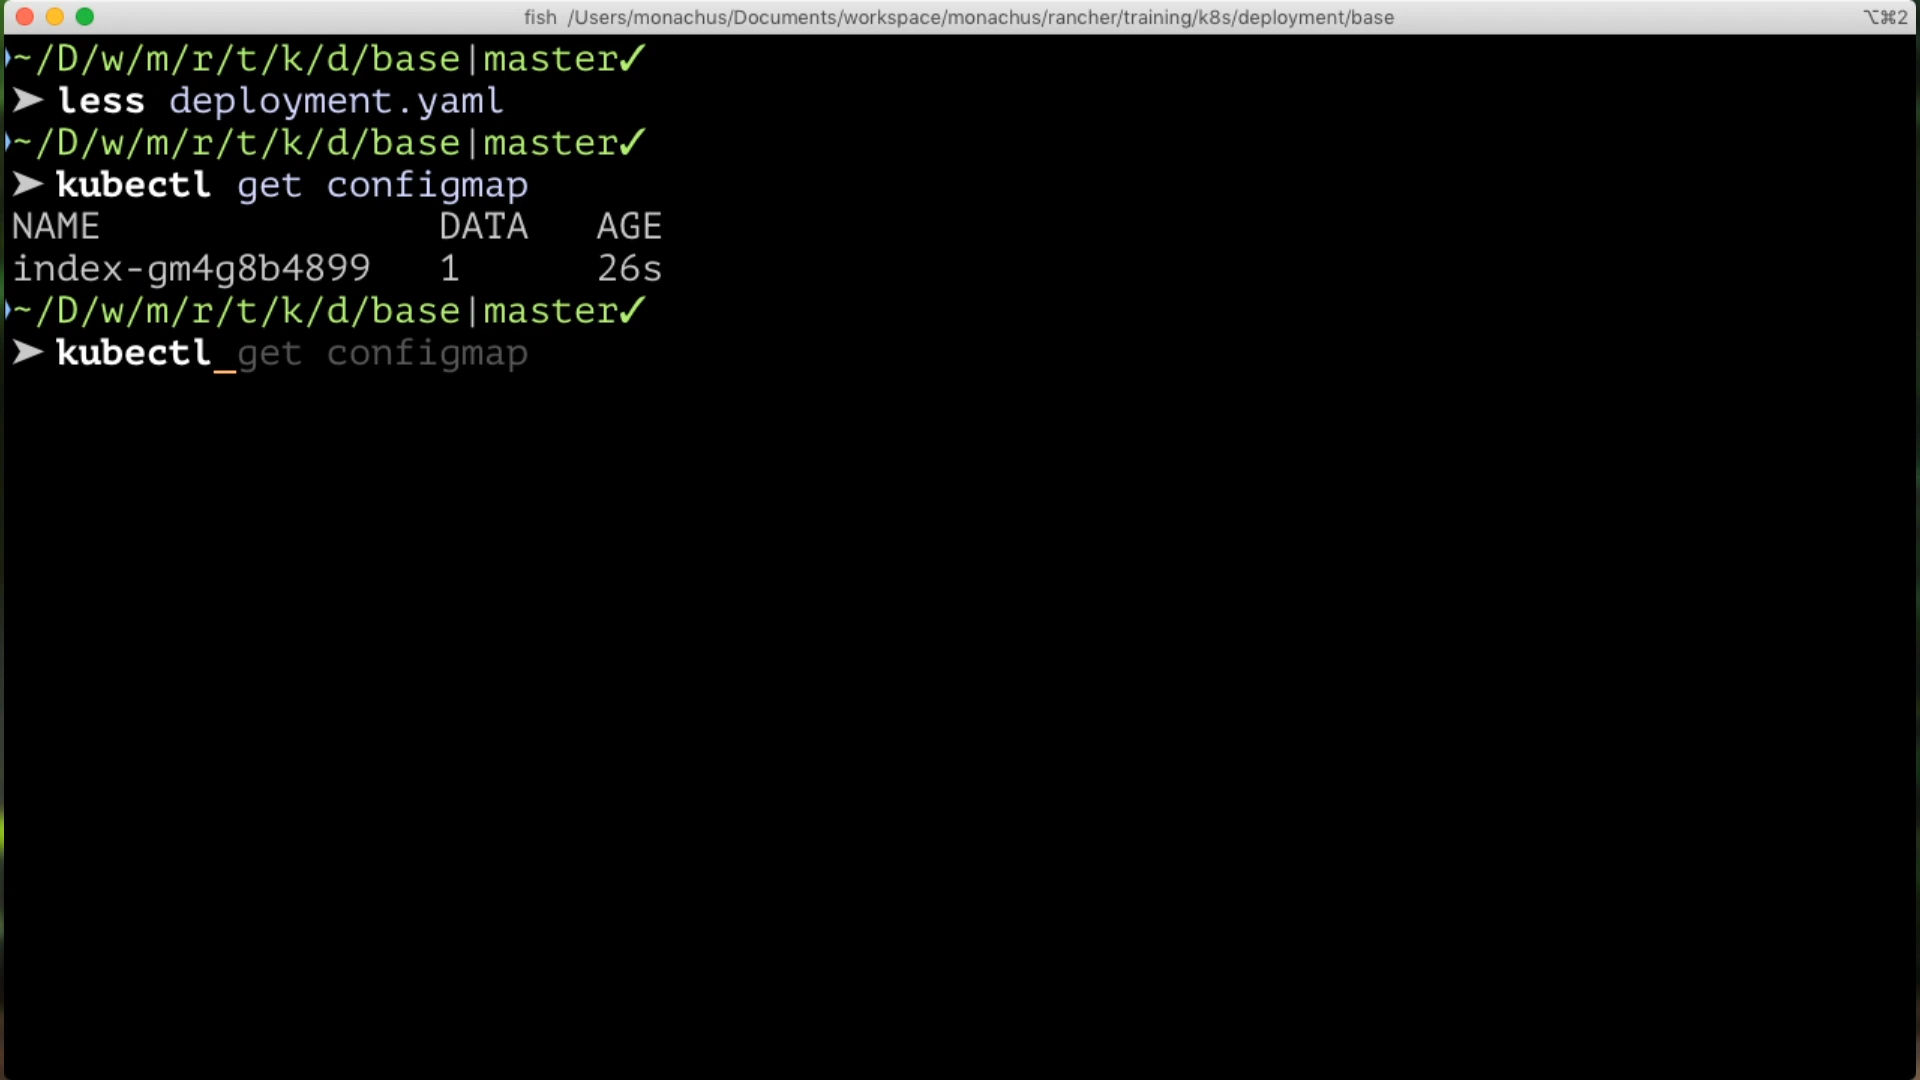 fish /Users/monachus/Documents/workspace/monachus/rancher/training/k8s/deployment/base ⌥⌘2
~/D/w/m/r/t/k/d/base|master✓
➤ less deployment.yaml
~/D/w/m/r/t/k/d/base|master✓
➤ kubectl get configmap
NAME DATA AGE
index-gm4g8b4899 1 26s
~/D/w/m/r/t/k/d/base|master✓
➤ kubectl_get configmap